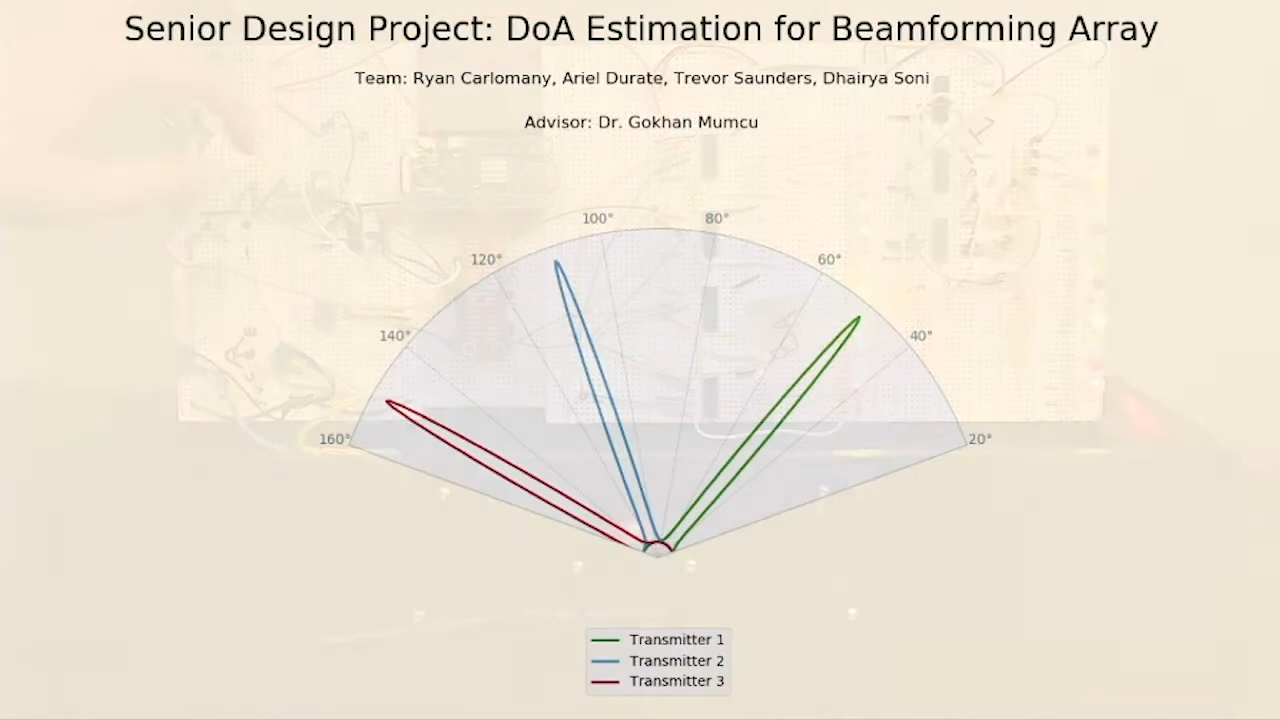 Senior Design Project: DoA Estimation for Beamforming Array
Team: Ryan Carlomany, Ariel Durate, Trevor Saunders, Dhairya Soni
Advisor: Dr. Gokhan Mumcu
100° 80°
120° 60°
140° 40°
160° 20°
Transmitter 1
Transmitter 2
Transmitter 3